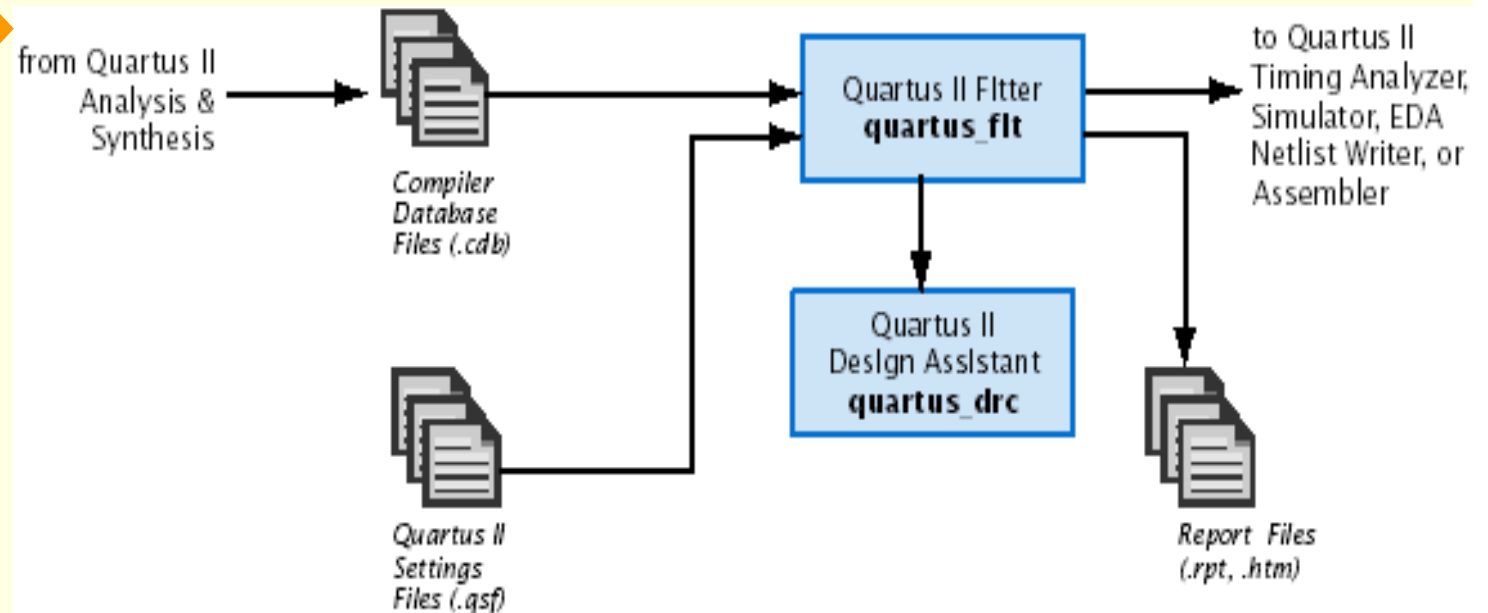 from Quartus II
Analysis &
Synthesis
Compiler
Database
Files (.cdb)
Quartus II Fitter
quartus_fit
to Quartus II
Timing Analyzer,
Simulator, EDA
Netlist Writer, or
Assembler
Quartus II
Design Assistant
quartus_drc
Quartus II
Settings
Files (.qsf)
Report Files
(.rpt, .htm)